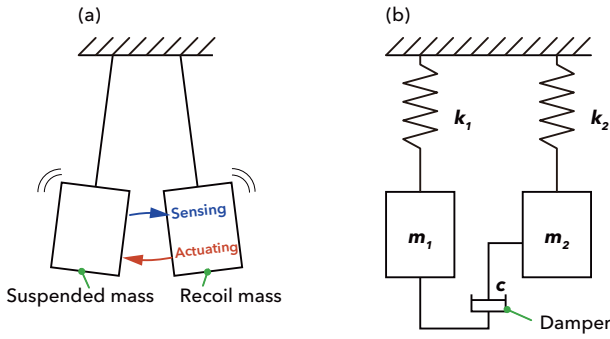 (a)
Sensing
Actuating
Suspended mass
Recoil mass
(b)
k1
k2
m1
m2
c
Damper